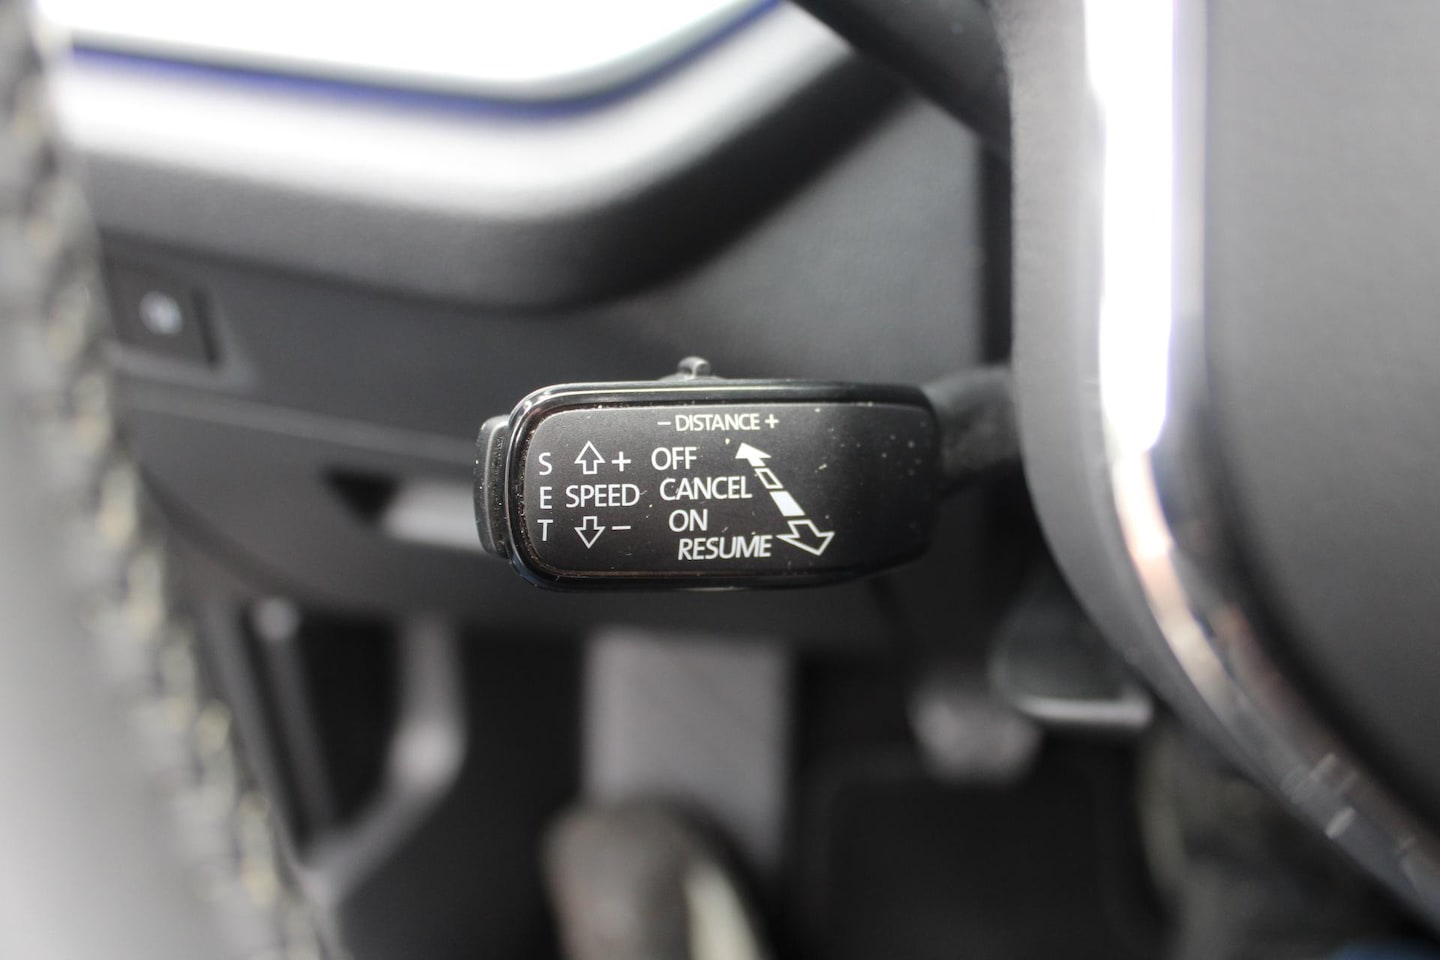 − DISTANCE +
S E T
+
SPEED
−
OFF
CANCEL
ON
RESUME